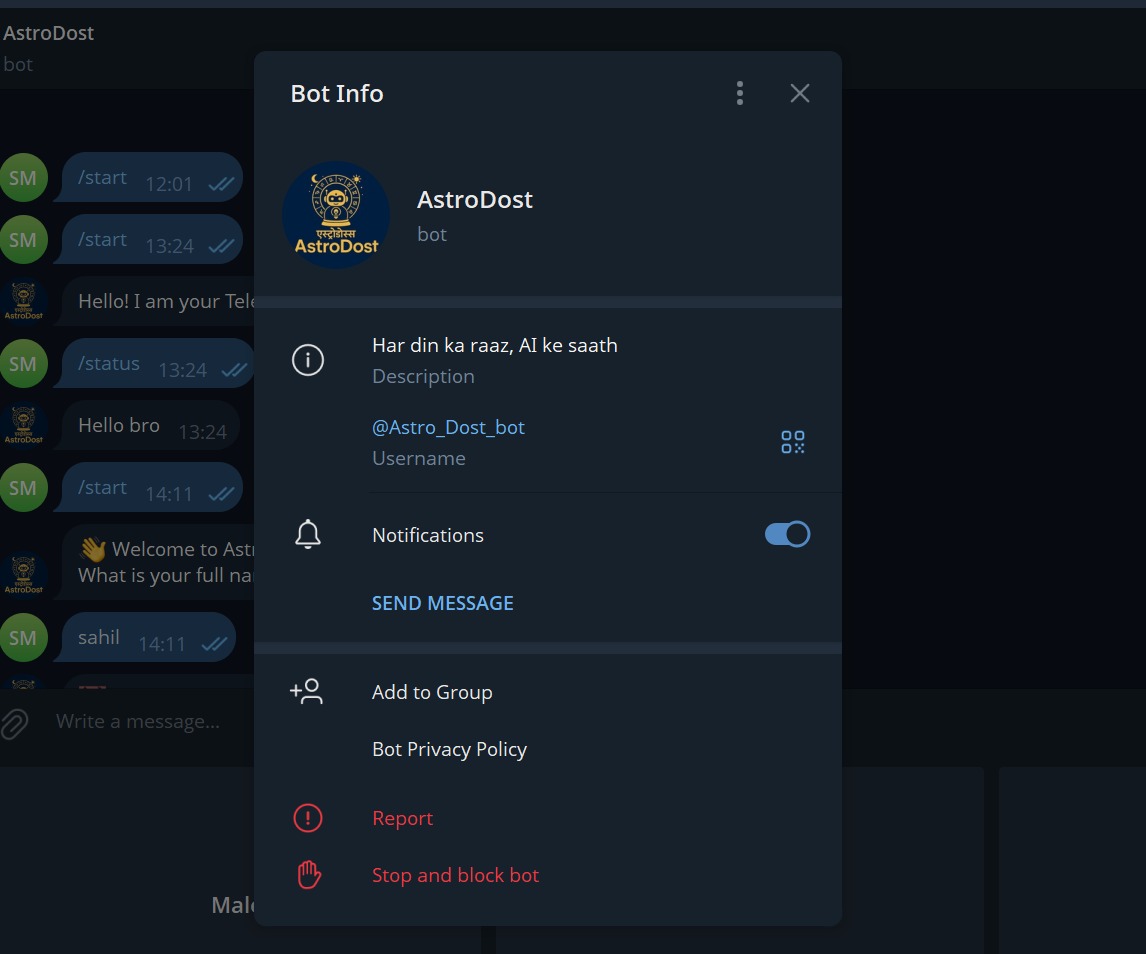 AstroDost
bot
/start 12:01
/start 13:24
Hello! I am your Tele
/status 13:24
Hello bro 13:24
/start 14:11
👋 Welcome to Astr
What is your full na
sahil 14:11
Write a message...
Male
Bot Info
AstroDost
AstroDost
bot
Har din ka raaz, AI ke saath
Description
@Astro_Dost_bot
Username
Notifications
SEND MESSAGE
Add to Group
Bot Privacy Policy
Report
Stop and block bot
SM
SM
SM
SM
SM
AstroDost
AstroDost
AstroDost